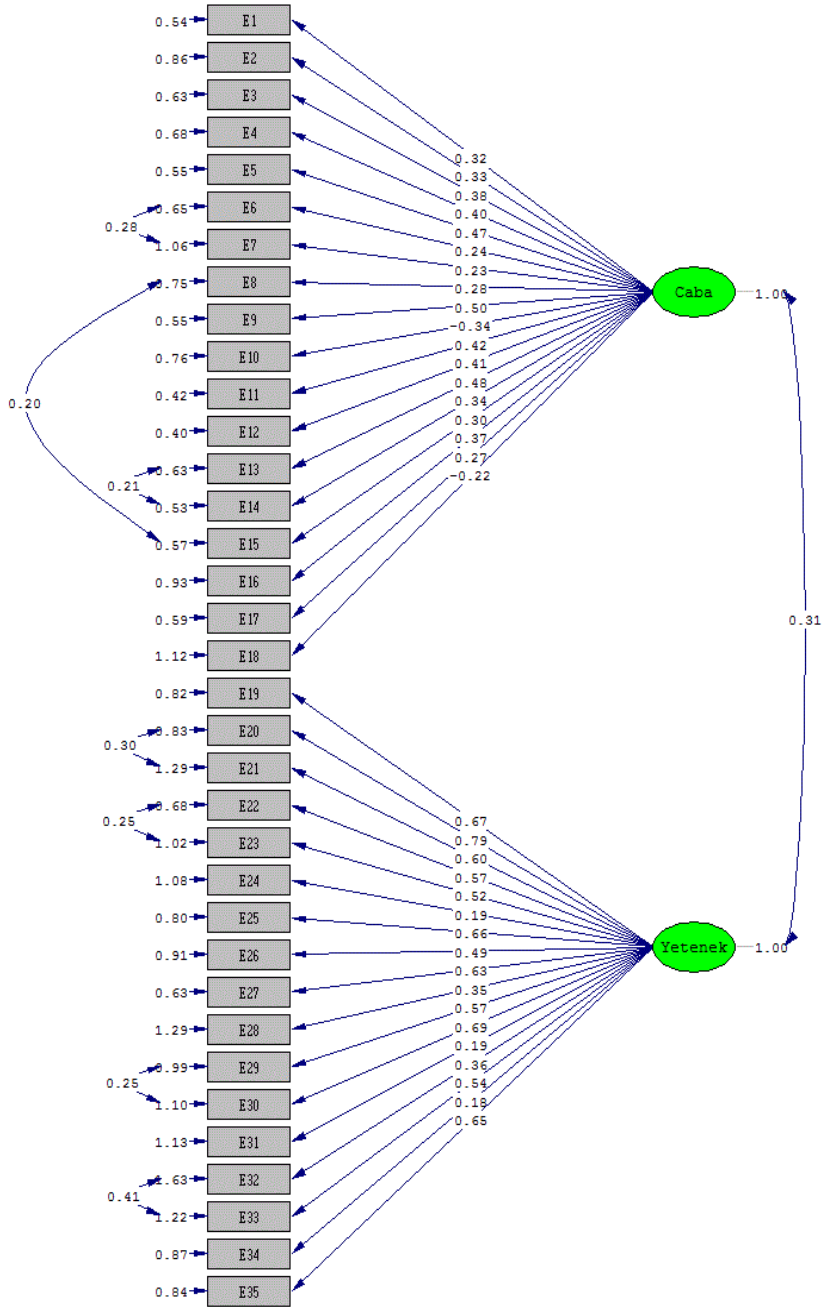 0.54 E1
0.86 E2
0.63 E3
0.68 E4
0.55 E5
0.65 E6
1.06 E7
0.75 E8
0.55 E9
0.76 E10
0.42 E11
0.40 E12
0.63 E13
0.53 E14
0.57 E15
0.93 E16
0.59 E17
1.12 E18
0.82 E19
0.83 E20
1.29 E21
0.68 E22
1.02 E23
1.08 E24
0.80 E25
0.91 E26
0.63 E27
1.29 E28
0.99 E29
1.10 E30
1.13 E31
1.63 E32
1.22 E33
0.87 E34
0.84 E35
0.28
0.20
0.21
0.30
0.25
0.25
0.41
0.32
0.33
0.38
0.40
0.47
0.24
0.23
0.28
0.50
-0.34
0.42
0.41
0.48
0.34
0.30
0.37
0.27
-0.22
0.67
0.79
0.60
0.57
0.52
0.19
0.66
0.49
0.63
0.35
0.57
0.69
0.19
0.36
0.54
0.18
0.65
Caba 1.00
0.31
Yetenek 1.00